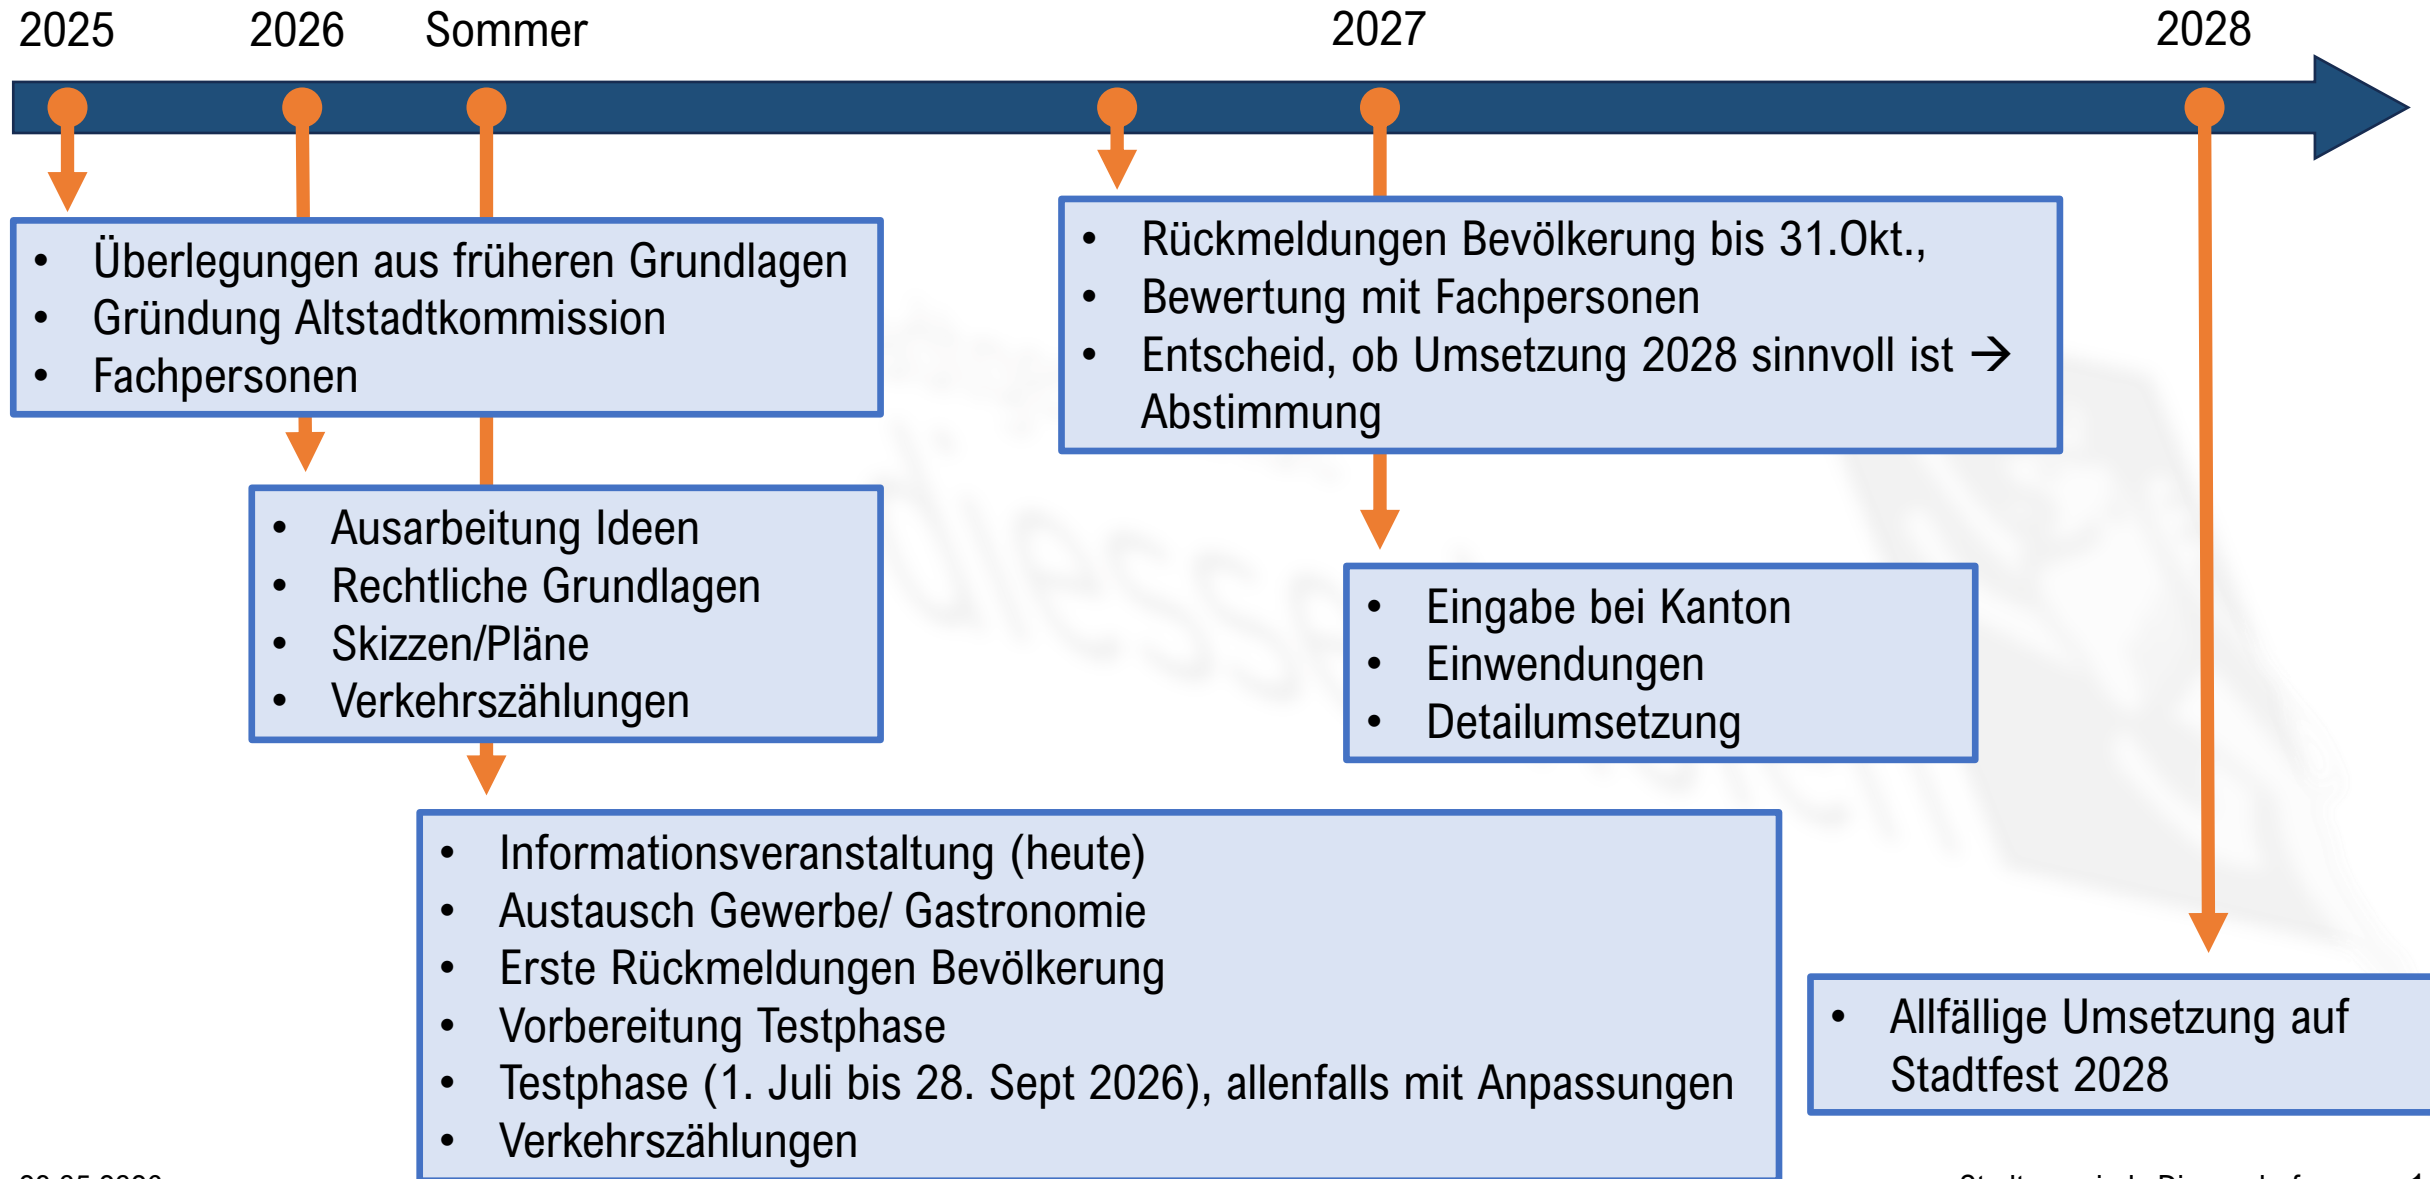 2025 2026 Sommer 2027 2028
• Überlegungen aus früheren Grundlagen
• Gründung Altstadtkommission
• Fachpersonen
• Ausarbeitung Ideen
• Rechtliche Grundlagen
• Skizzen/Pläne
• Verkehrszählungen
• Informationsveranstaltung (heute)
• Austausch Gewerbe/ Gastronomie
• Erste Rückmeldungen Bevölkerung
• Vorbereitung Testphase
• Testphase (1. Juli bis 28. Sept 2026), allenfalls mit Anpassungen
• Verkehrszählungen
• Rückmeldungen Bevölkerung bis 31.Okt.,
• Bewertung mit Fachpersonen
• Entscheid, ob Umsetzung 2028 sinnvoll ist →
Abstimmung
• Eingabe bei Kanton
• Einwendungen
• Detailumsetzung
• Allfällige Umsetzung auf
Stadtfest 2028